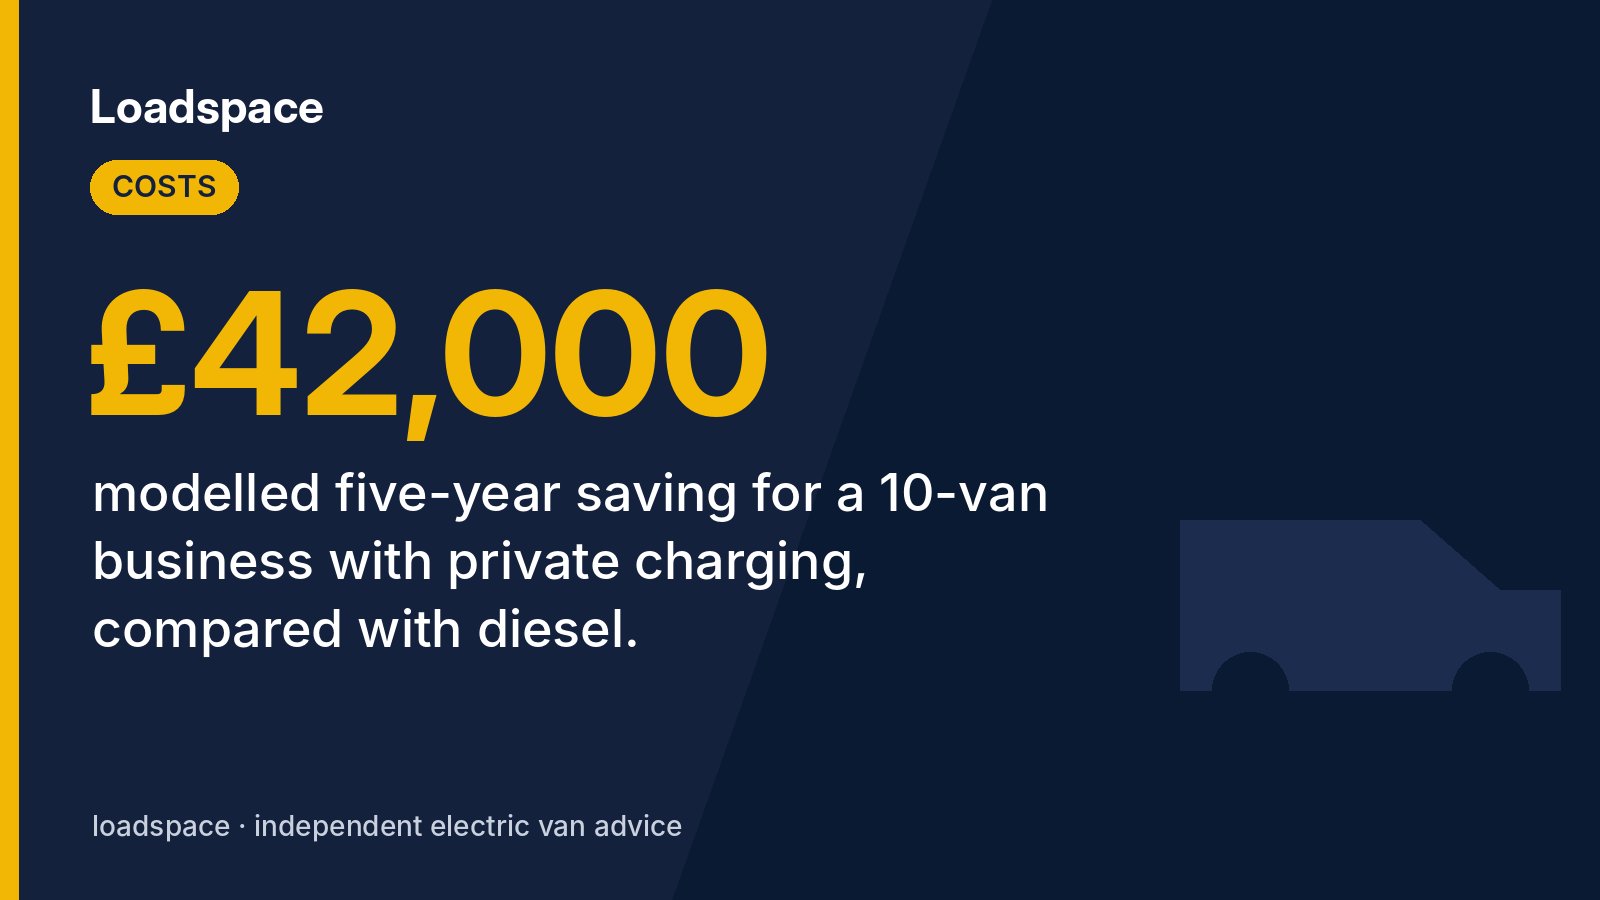 Loadspace
COSTS
£42,000
modelled five-year saving for a 10-van
business with private charging,
compared with diesel.
loadspace · independent electric van advice